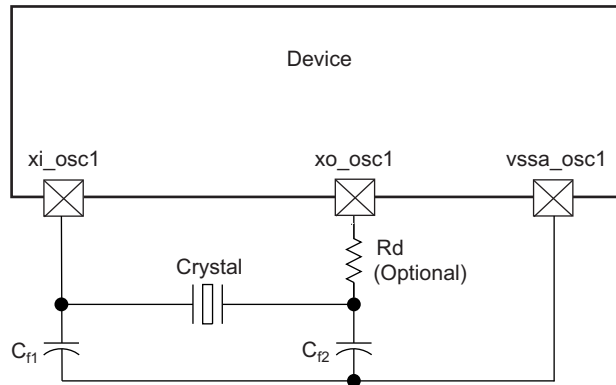 Device
xi_osc1 xo_osc1 vssa_osc1
Rd
(Optional)
Crystal
Cf1 Cf2